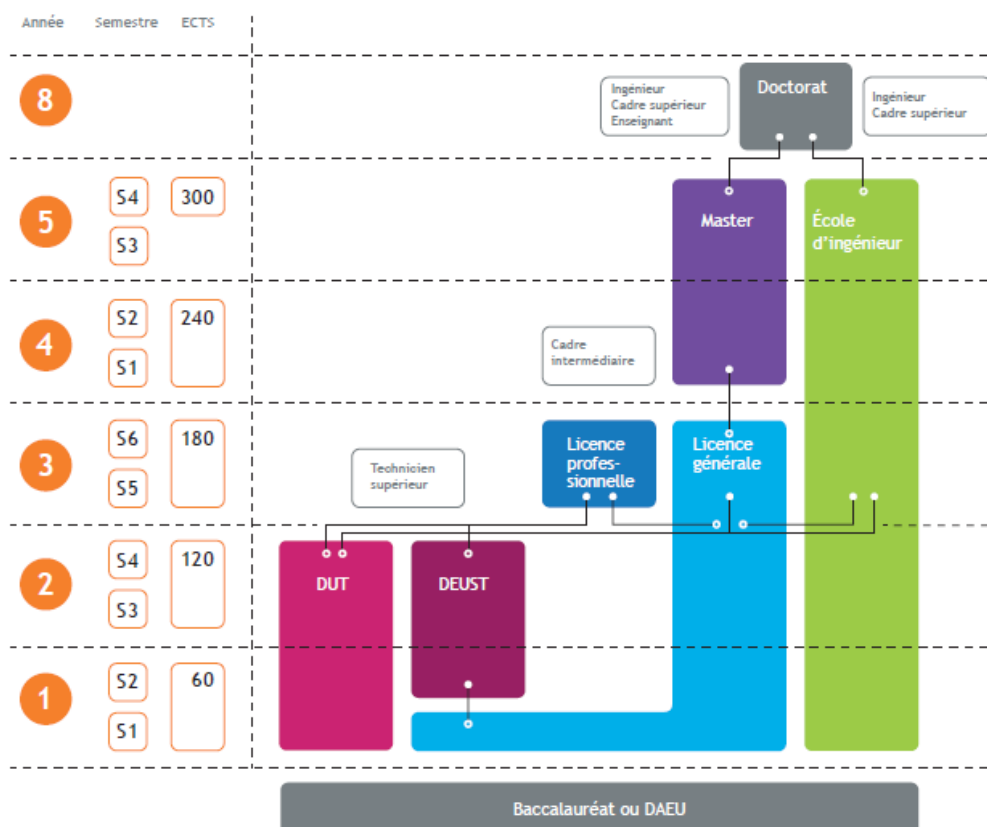 Année Semestre ECTS
8
Ingénieur
Cadre supérieur
Enseignant
Doctorat
Ingénieur
Cadre supérieur
5
S4 300
S3
Master
École
d'ingénieur
4
S2 240
S1
Cadre
intermédiaire
3
S6 180
S5
Technicien
supérieur
Licence
profes-
sionnelle
Licence
générale
2
S4 120
S3
DUT
DEUST
1
S2 60
S1
Baccalauréat ou DAEU